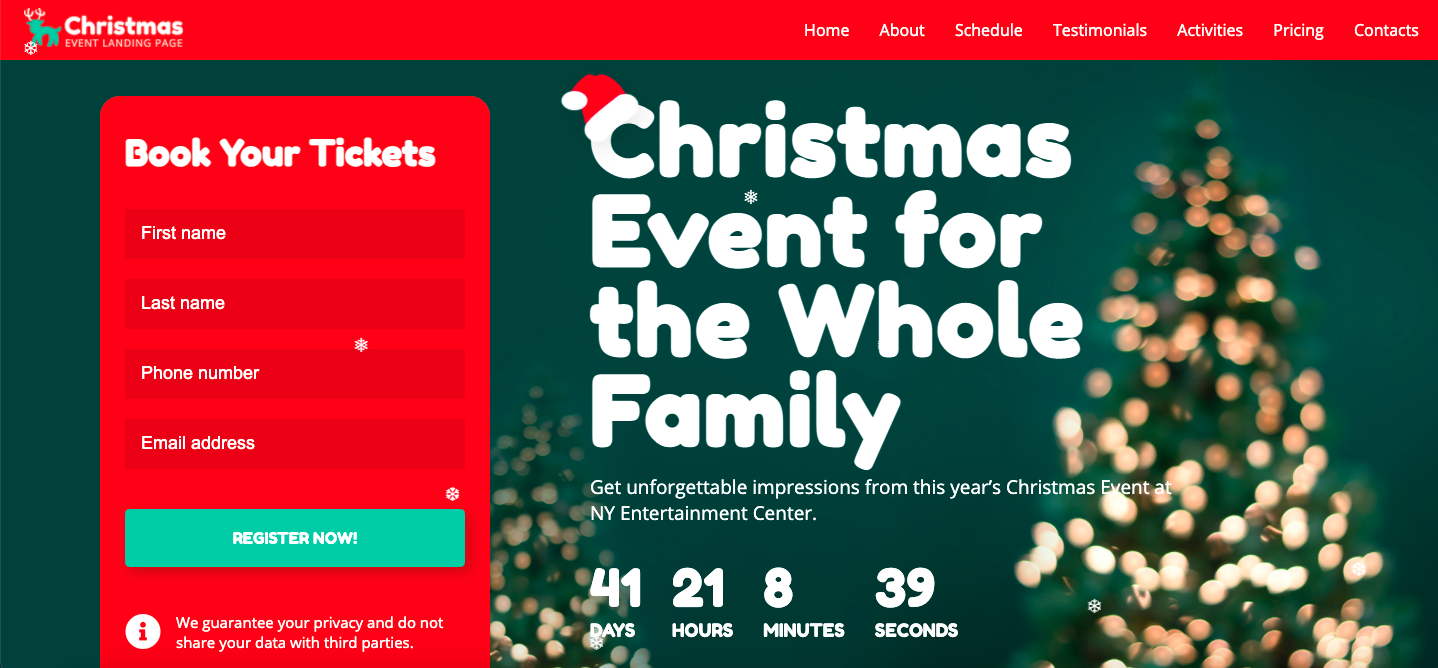 Christmas
EVENT LANDING PAGE
Home About Schedule Testimonials Activities Pricing Contacts
Book Your Tickets
First name
Last name
Phone number
Email address
REGISTER NOW!
We guarantee your privacy and do not
share your data with third parties.
Christmas
Event for
the Whole
Family
Get unforgettable impressions from this year’s Christmas Event at
NY Entertainment Center.
41 21 8 39
DAYS HOURS MINUTES SECONDS